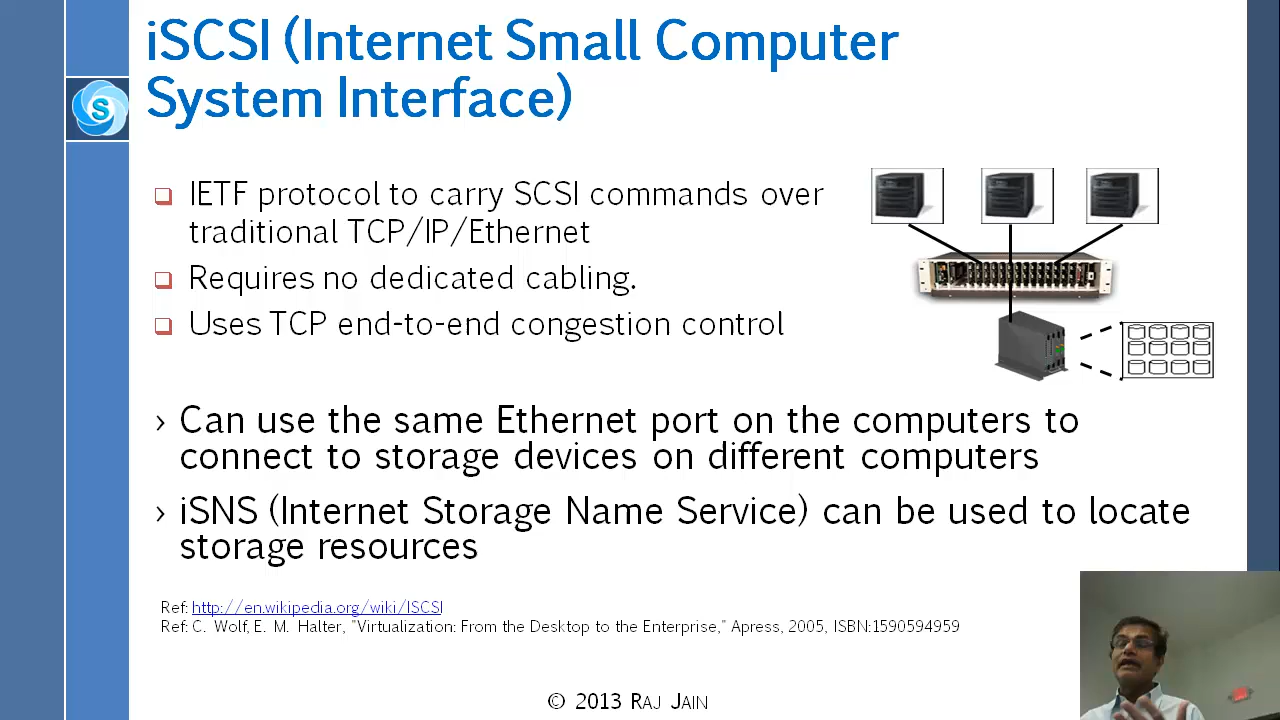 iSCSI (Internet Small Computer
System Interface)
S
❑ IETF protocol to carry SCSI commands over
traditional TCP/IP/Ethernet
❑ Requires no dedicated cabling.
❑ Uses TCP end-to-end congestion control
› Can use the same Ethernet port on the computers to
connect to storage devices on different computers
› iSNS (Internet Storage Name Service) can be used to locate
storage resources
Ref: http://en.wikipedia.org/wiki/ISCSI
Ref: C. Wolf, E. M. Halter, "Virtualization: From the Desktop to the Enterprise," Apress, 2005, ISBN:1590594959
© 2013 RAJ JAIN